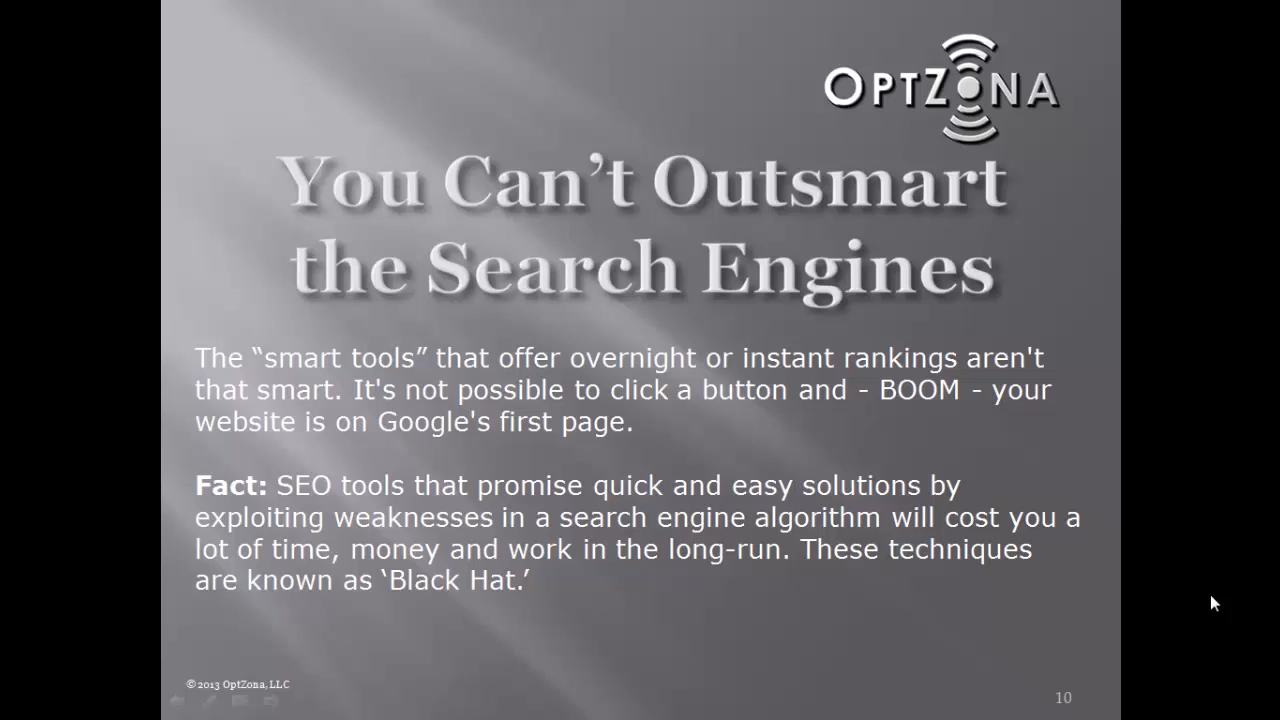 OPTZONA
You Can’t Outsmart
the Search Engines
The “smart tools” that offer overnight or instant rankings aren't
that smart. It's not possible to click a button and - BOOM - your
website is on Google's first page.
Fact: SEO tools that promise quick and easy solutions by
exploiting weaknesses in a search engine algorithm will cost you a
lot of time, money and work in the long-run. These techniques
are known as ‘Black Hat.’
© 2013 OptZona, LLC
10